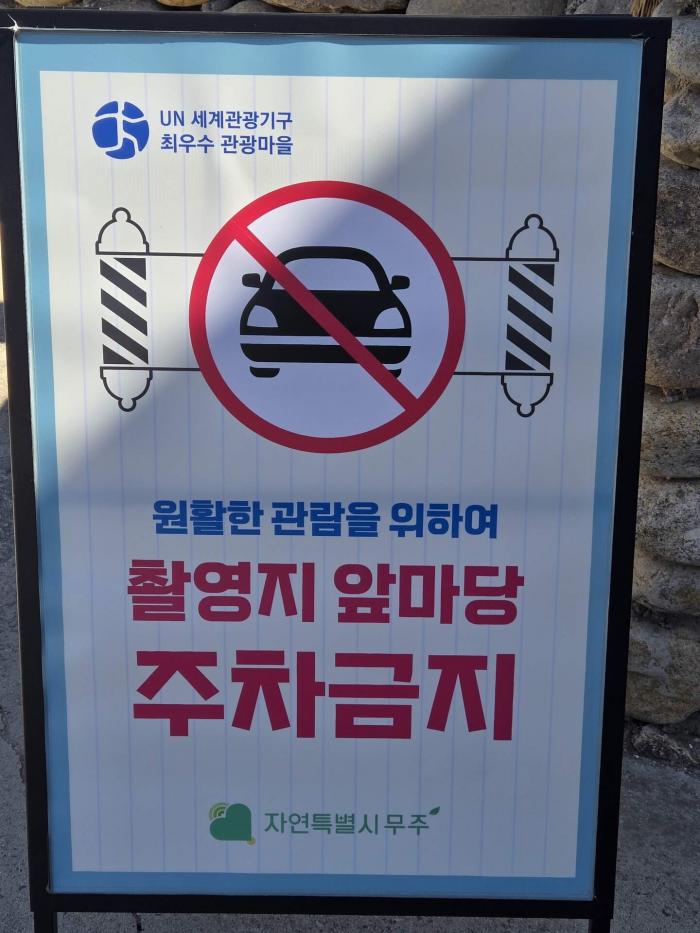 UN 세계관광기구
최우수 관광마을
원활한 관람을 위하여
촬영지 앞마당
주차금지
자연특별시 무주